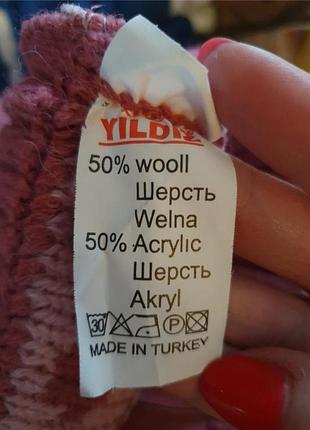 50% wooll
Шерсть
Welna
50% Acrylic
Шерсть
Akryl
30 P
MADE IN TURKEY